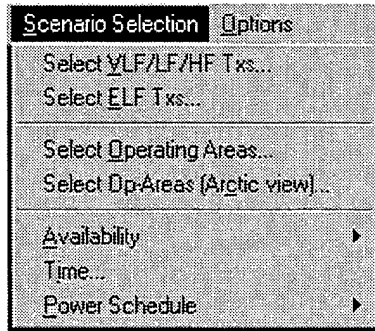 Scenario Selection Options
Select VLF/LF/HF Txs...
Select ELF Txs...
Select Operating Areas...
Select Op-Areas (Arctic view)...
Availability
Time...
Power Schedule